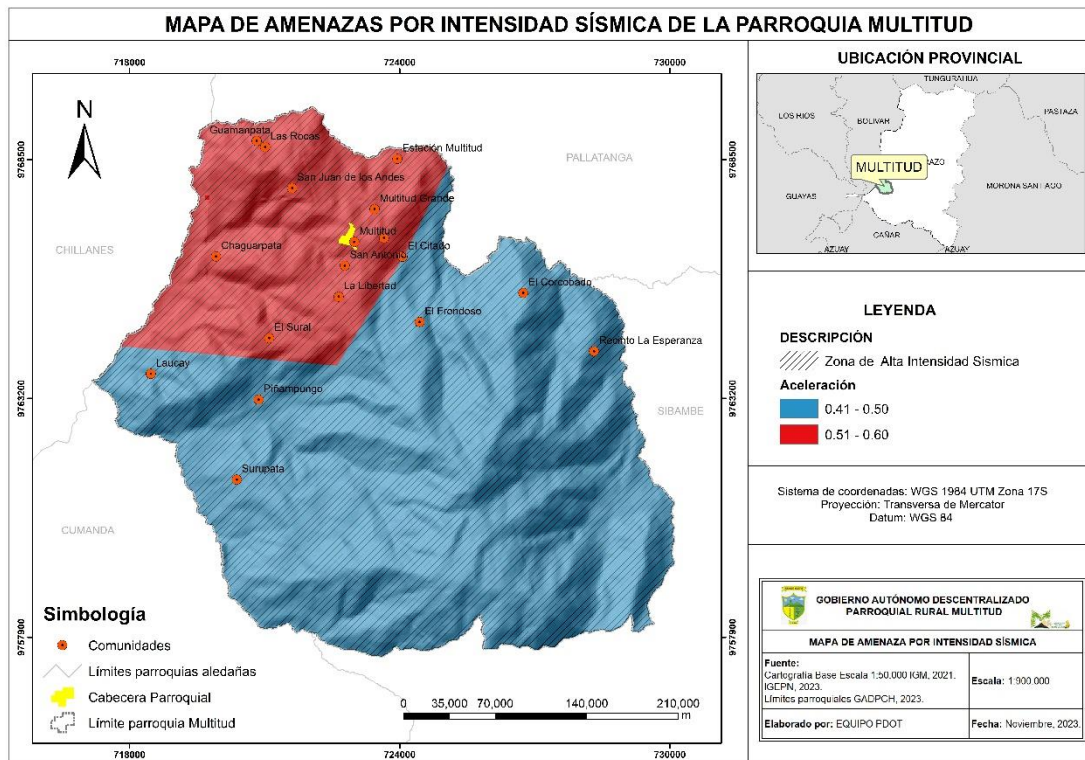 MAPA DE AMENAZAS POR INTENSIDAD SÍSMICA DE LA PARROQUIA MULTITUD
718000
724000
730000
N
9768500
9768500
9763200
9763200
9757900
9757900
Guamanpata
Las Rocas
Estación Multitud
PALLATANGA
San Juan de los Andes
Multitud Grande
Multitud
CHILLANES
Chaguarpata
San Antonio
El Citado
La Libertad
El Corcobado
El Frondoso
El Sural
Recinto La Esperanza
Laucay
Piñampungo
SIBAMBE
Surupata
CUMANDA
Simbología
Comunidades
Límites parroquias aledañas
Cabecera Parroquial
Límite parroquia Multitud
0 35,000 70,000 140,000 210,000
m
718000
724000
730000
UBICACIÓN PROVINCIAL
TUNGURAHUA
PASTAZA
LOS RIOS
BOLIVAR
RAZO
MULTITUD
MORONA SANTIAGO
GUAYAS
CAÑAR
AZUAY
AZUAY
LEYENDA
DESCRIPCIÓN
Zona de Alta Intensidad Sísmica
Aceleración
0.41 - 0.50
0.51 - 0.60
Sistema de coordenadas: WGS 1984 UTM Zona 17S
Proyección: Transversa de Mercator
Datum: WGS 84
GOBIERNO AUTÓNOMO DESCENTRALIZADO
PARROQUIAL RURAL MULTITUD
MAPA DE AMENAZA POR INTENSIDAD SÍSMICA
Fuente:
Cartografía Base Escala 1:50.000 IGM, 2021.
IGEPN, 2023.
Límites parroquiales GADPCH, 2023.
Escala: 1:900.000
Elaborado por: EQUIPO PDOT
Fecha: Noviembre, 2023.